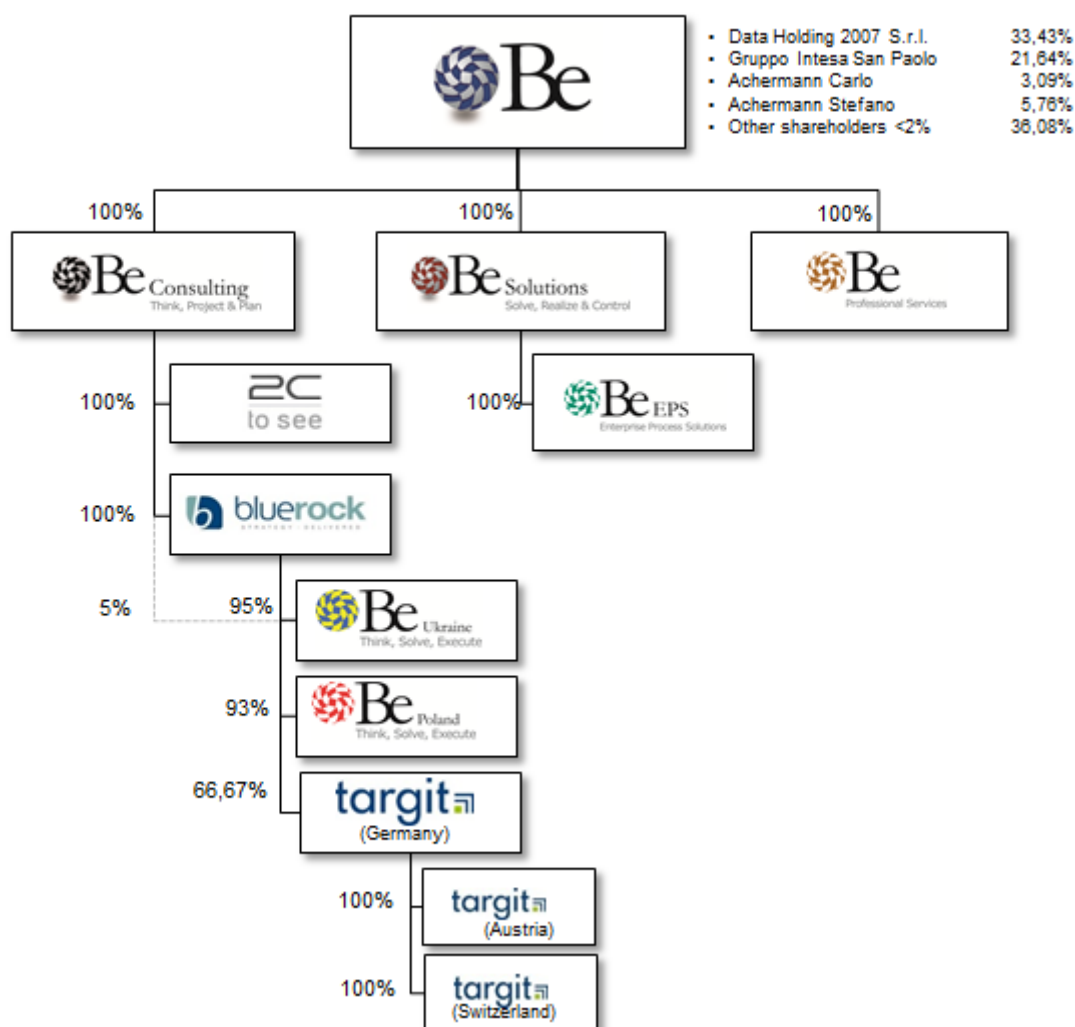 Be
▪ Data Holding 2007 S.r.l. 33,43%
▪ Gruppo Intesa San Paolo 21,64%
▪ Achermann Carlo 3,09%
▪ Achermann Stefano 5,76%
▪ Other shareholders <2% 36,08%
100% 100% 100%
Be Consulting
Think, Project & Plan
Be Solutions
Solve, Realize & Control
Be
Professional Services
100%
2C
to see
100%
Be EPS
Enterprise Process Solutions
100%
b bluerock
STRATEGY · DELIVERED
5% 95%
Be Ukraine
Think, Solve, Execute
93%
Be Poland
Think, Solve, Execute
66,67%
targit
(Germany)
100%
targit
(Austria)
100%
targit
(Switzerland)